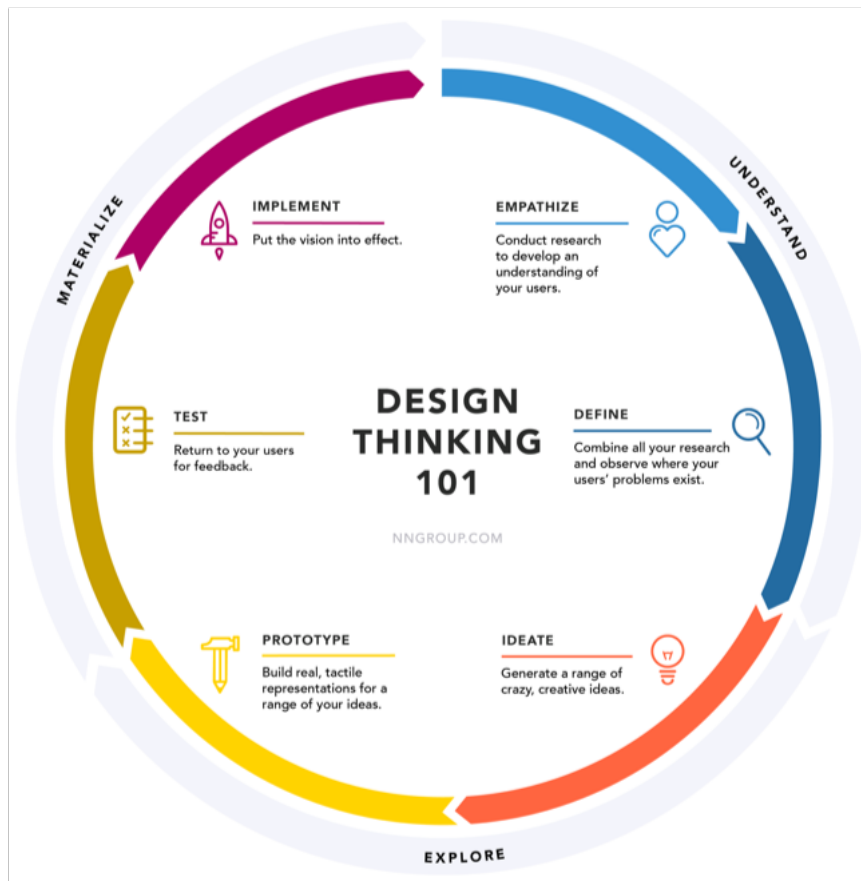 UNDERSTAND
EMPATHIZE
Conduct research
to develop an
understanding of
your users.
DEFINE
Combine all your research
and observe where your
users' problems exist.
EXPLORE
IDEATE
Generate a range of
crazy, creative ideas.
PROTOTYPE
Build real, tactile
representations for a
range of your ideas.
MATERIALIZE
TEST
Return to your users
for feedback.
IMPLEMENT
Put the vision into effect.
DESIGN
THINKING
101
NNGROUP.COM